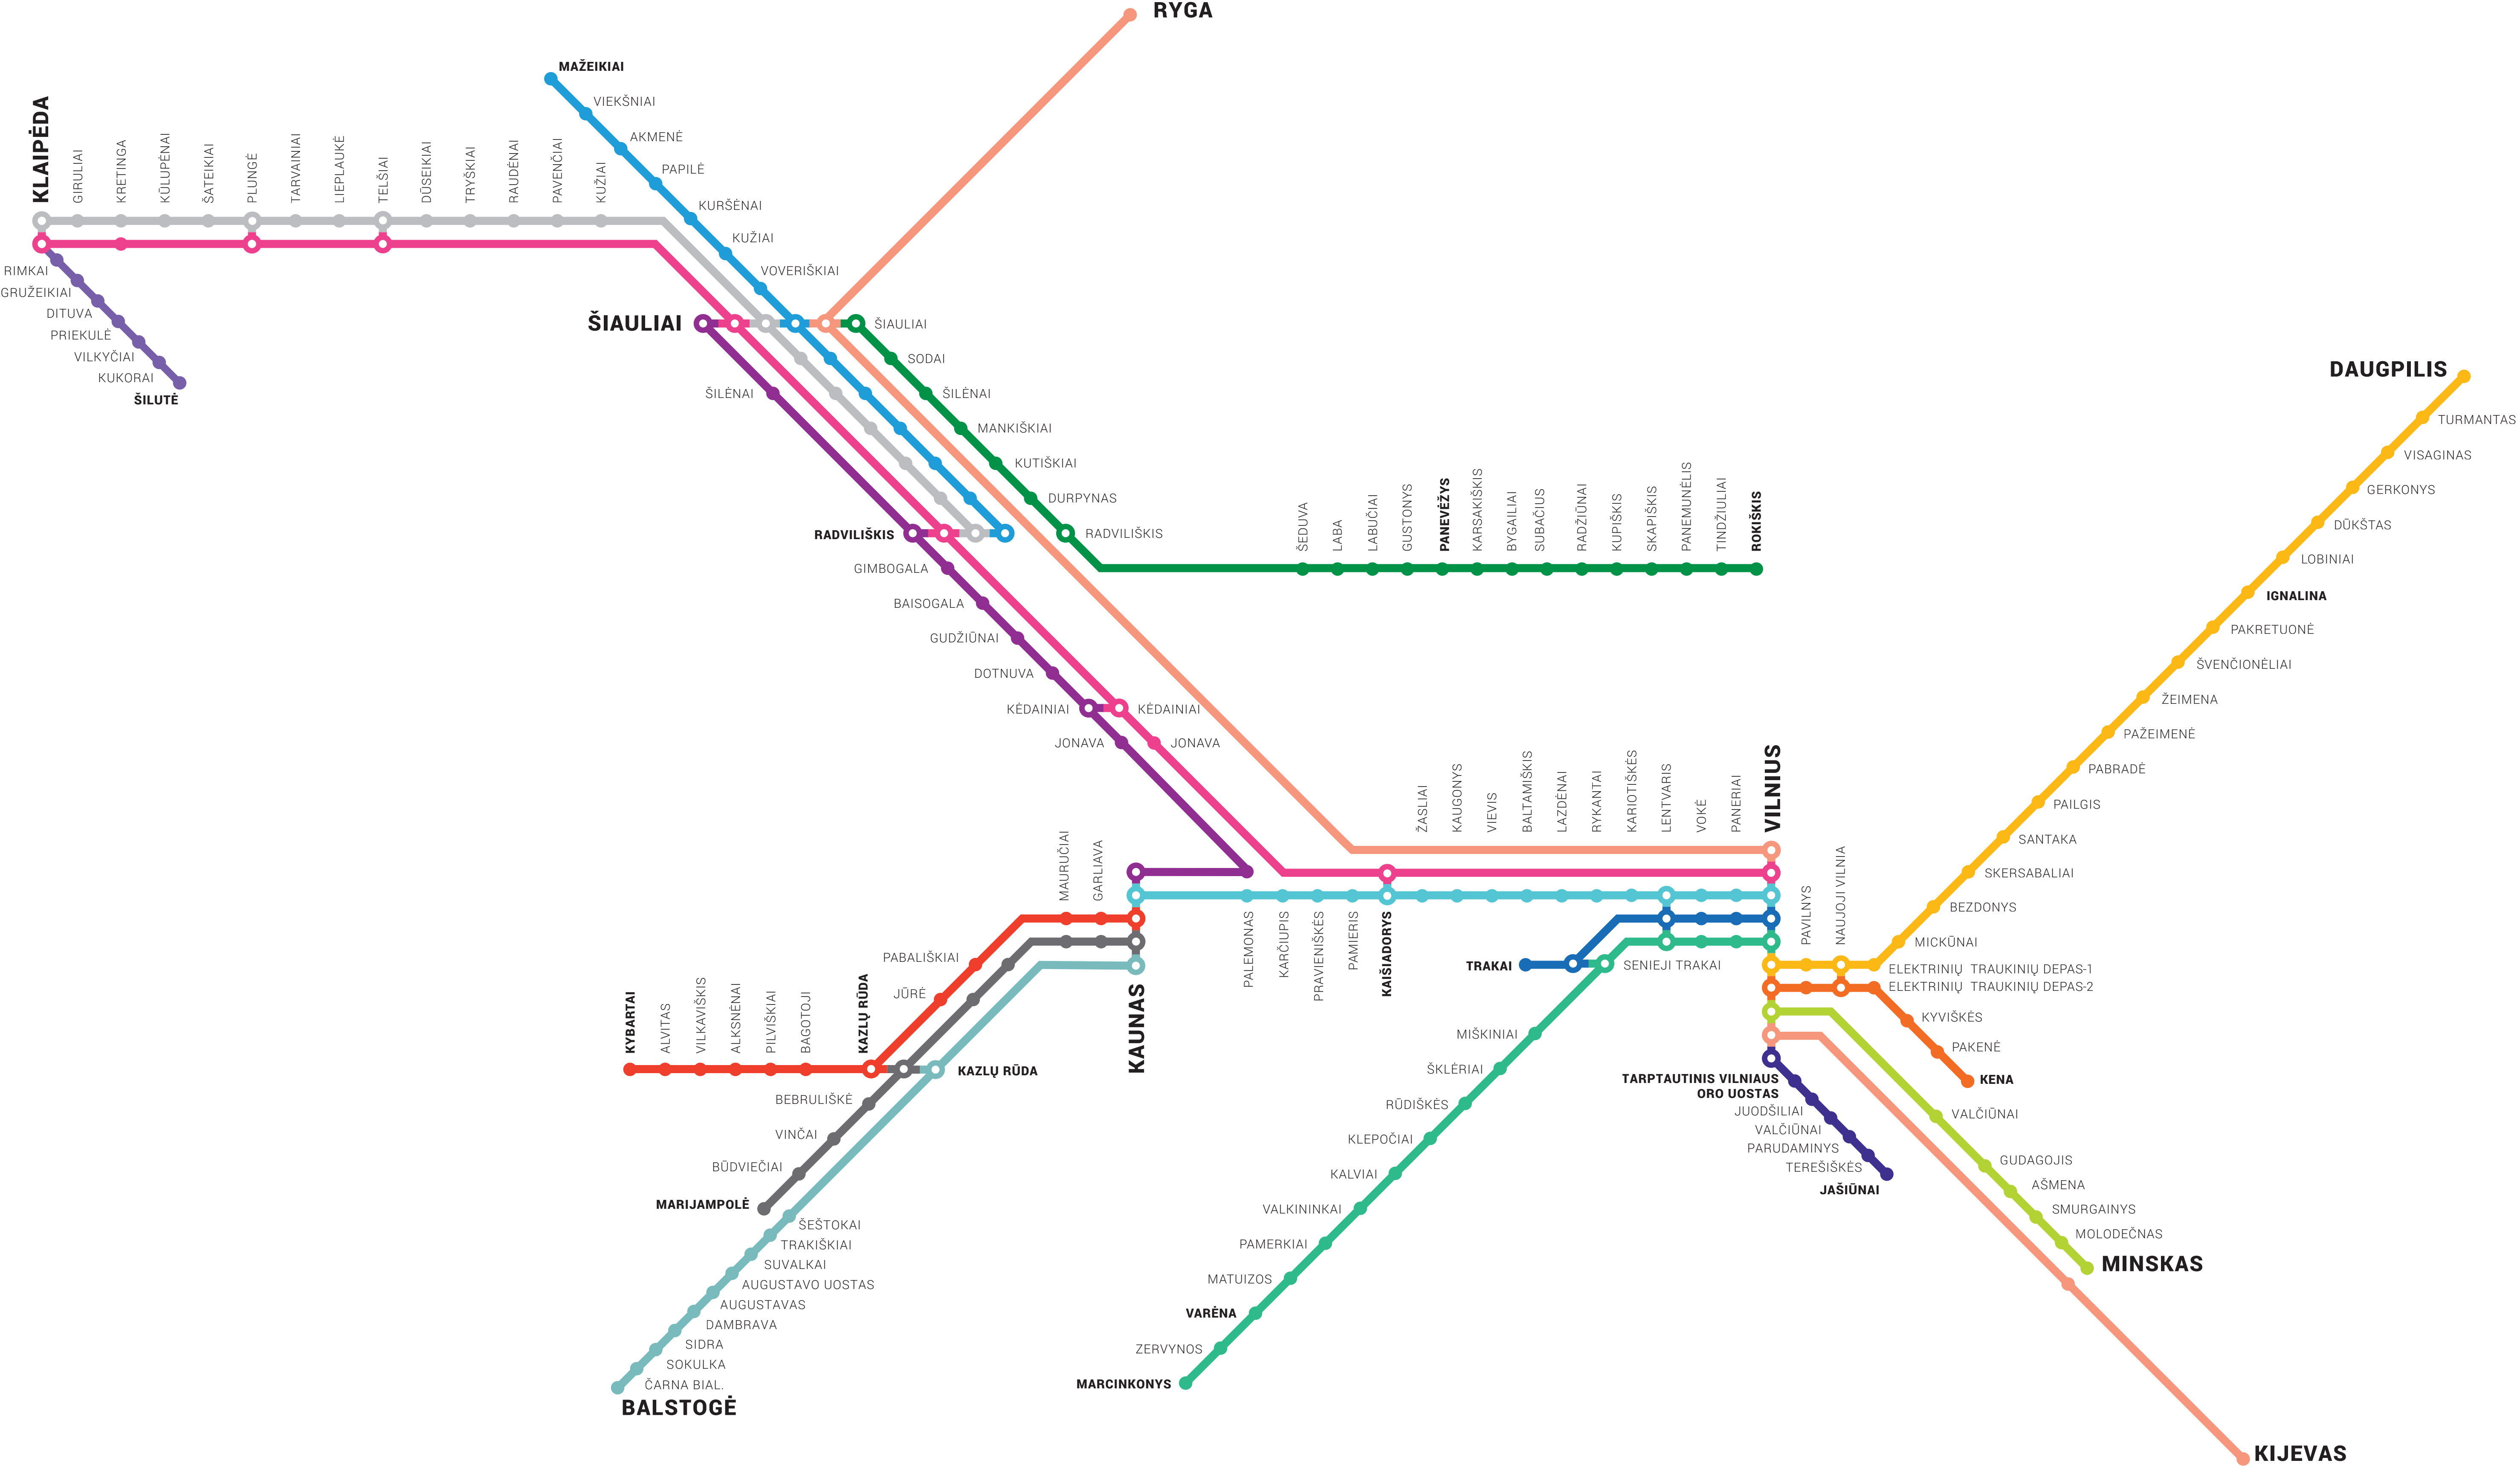 RYGA
MAŽEIKIAI
VIEKŠNIAI
AKMENĖ
PAPILĖ
KURŠĖNAI
KUŽIAI
VOVERIŠKIAI
KLAIPĖDA
GIRULIAI
KRETINGA
KŪLUPĖNAI
ŠATEIKIAI
PLUNGĖ
TARVAINIAI
LIEPLAUKĖ
TELŠIAI
DŪSEIKIAI
TRYŠKIAI
RAUDĖNAI
PAVENČIAI
KUŽIAI
RIMKAI
GRUŽEIKIAI
DITUVA
PRIEKULĖ
VILKYČIAI
KUKORAI
ŠILUTĖ
ŠIAULIAI
ŠIAULIAI
SODAI
ŠILĖNAI
MANKIŠKIAI
KUTIŠKIAI
DURPYNAS
RADVILIŠKIS
ŠILĖNAI
RADVILIŠKIS
GIMBOGALA
BAISOGALA
GUDŽIŪNAI
DOTNUVA
KĖDAINIAI
JONAVA
KĖDAINIAI
JONAVA
ŠEDUVA
LABA
LABUČIAI
GUSTONYS
PANEVĖŽYS
KARSAKIŠKIS
BYGAILIAI
SUBAČIUS
RADŽIŪNAI
KUPIŠKIS
SKAPIŠKIS
PANEMUNĖLIS
TINDŽIULIAI
ROKIŠKIS
DAUGPILIS
TURMANTAS
VISAGINAS
GERKONYS
DŪKŠTAS
LOBINIAI
IGNALINA
PAKRETUONĖ
ŠVENČIONĖLIAI
ŽEIMENA
PAŽEIMENĖ
PABRADĖ
PAILGIS
SANTAKA
SKERSABALIAI
BEZDONYS
MICKŪNAI
ELEKTRINIŲ TRAUKINIŲ DEPAS-1
ELEKTRINIŲ TRAUKINIŲ DEPAS-2
KYVIŠKĖS
PAKENĖ
KENA
PAVILNYS
NAUJOJI VILNIA
VILNIUS
ŽASLIAI
KAUGONYS
VIEVIS
BALTAMIŠKIS
LAZDĖNAI
RYKANTAI
KARIOTIŠKĖS
LENTVARIS
VOKĖ
PANERIAI
PALEMONAS
KARČIUPIS
PRAVIENIŠKĖS
PAMIERIS
KAIŠIADORYS
TRAKAI
SENIEJI TRAKAI
MIŠKINIAI
ŠKLĖRIAI
RŪDIŠKĖS
KLEPOČIAI
KALVIAI
VALKININKAI
PAMERKIAI
MATUIZOS
VARĖNA
ZERVYNOS
MARCINKONYS
MAURUČIAI
GARLIAVA
KAUNAS
PABALIŠKIAI
JŪRĖ
KAZLŲ RŪDA
KYBARTAI
ALVITAS
VILKAVIŠKIS
ALKSNĖNAI
PILVIŠKIAI
BAGOTOJI
KAZLŲ RŪDA
BEBRULIŠKĖ
VINČAI
BŪDVIEČIAI
MARIJAMPOLĖ
ŠEŠTOKAI
TRAKIŠKIAI
SUVALKAI
AUGUSTAVO UOSTAS
AUGUSTAVAS
DAMBRAVA
SIDRA
SOKULKA
ČARNA BIAL.
BALSTOGĖ
TARPTAUTINIS VILNIAUS
ORO UOSTAS
JUODŠILIAI
VALČIŪNAI
PARUDAMINYS
TEREŠIŠKĖS
JAŠIŪNAI
VALČIŪNAI
GUDAGOJIS
AŠMENA
SMURGAINYS
MOLODEČNAS
MINSKAS
KIJEVAS